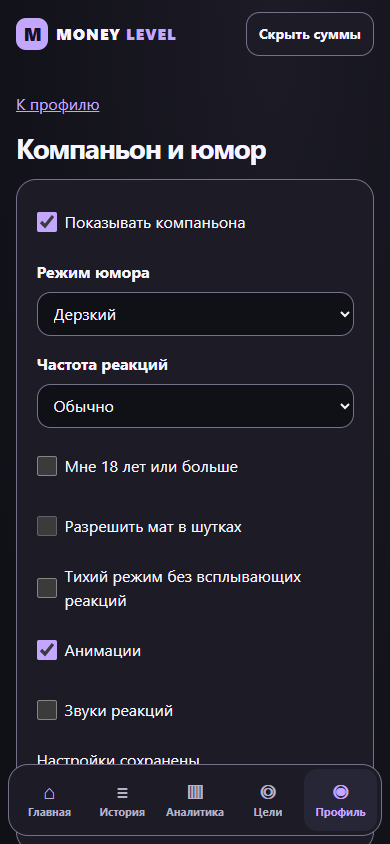 M MONEY LEVEL
Скрыть суммы
К профилю
Компаньон и юмор
Показывать компаньона
Режим юмора
Дерзкий
Частота реакций
Обычно
Мне 18 лет или больше
Разрешить мат в шутках
Тихий режим без всплывающих
реакций
Анимации
Звуки реакций
Настройки сохранены
Главная
История
Аналитика
Цели
Профиль